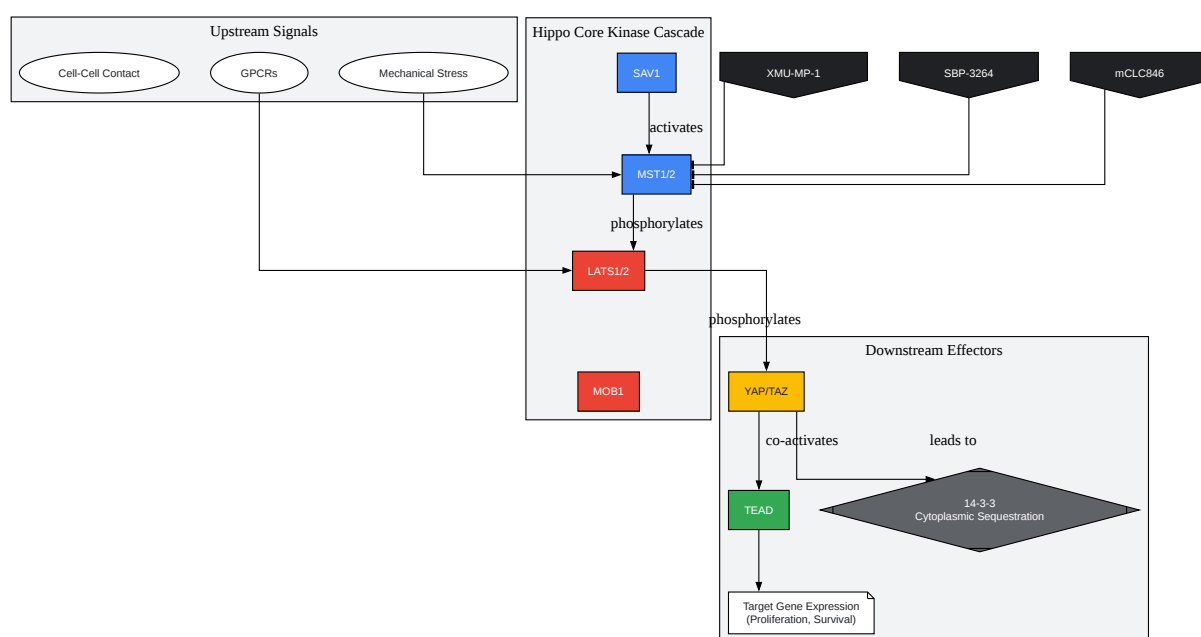 Upstream Signals
Hippo Core Kinase Cascade
Cell-Cell Contact
GPCRs
Mechanical Stress
SAV1
XMU-MP-1
SBP-3264
mCLC846
activates
MST1/2
phosphorylates
LATS1/2
phosphorylates
Downstream Effectors
MOB1
YAP/TAZ
co-activates
leads to
TEAD
14-3-3
Cytoplasmic Sequestration
Target Gene Expression
(Proliferation, Survival)